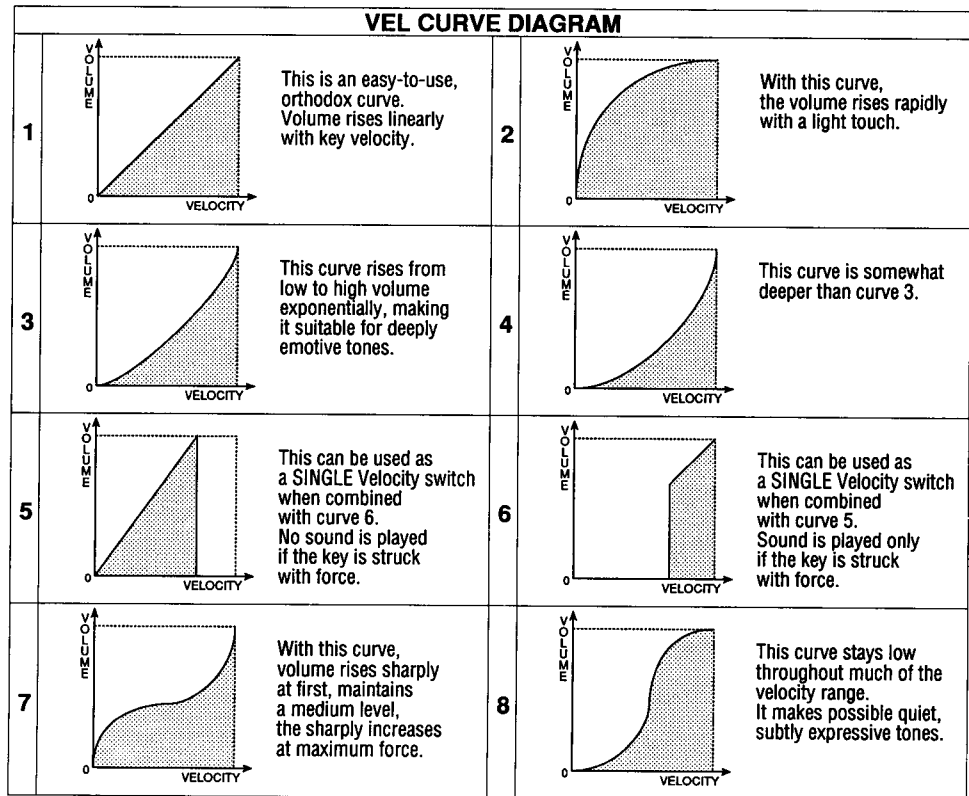 VEL CURVE DIAGRAM
1
VOLUME
0
VELOCITY
This is an easy-to-use,
orthodox curve.
Volume rises linearly
with key velocity.
2
VOLUME
0
VELOCITY
With this curve,
the volume rises rapidly
with a light touch.
3
VOLUME
0
VELOCITY
This curve rises from
low to high volume
exponentially, making
it suitable for deeply
emotive tones.
4
VOLUME
0
VELOCITY
This curve is somewhat
deeper than curve 3.
5
VOLUME
0
VELOCITY
This can be used as
a SINGLE Velocity switch
when combined
with curve 6.
No sound is played
if the key is struck
with force.
6
VOLUME
0
VELOCITY
This can be used as
a SINGLE Velocity switch
when combined
with curve 5.
Sound is played only
if the key is struck
with force.
7
VOLUME
0
VELOCITY
With this curve,
volume rises sharply
at first, maintains
a medium level,
the sharply increases
at maximum force.
8
VOLUME
0
VELOCITY
This curve stays low
throughout much of the
velocity range.
It makes possible quiet,
subtly expressive tones.